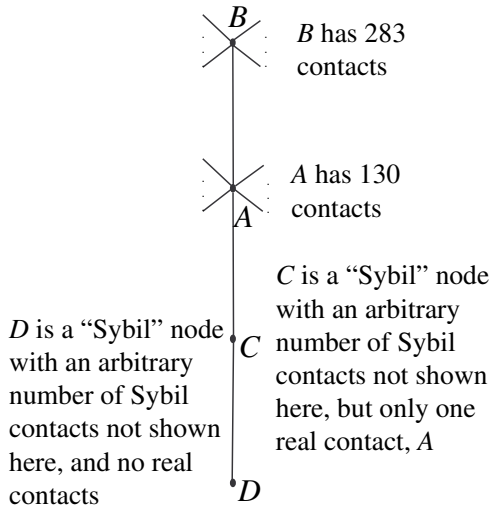 B
B has 283
contacts
A has 130
contacts
A
C is a “Sybil” node
with an arbitrary
number of Sybil
contacts not shown
here, but only one
real contact, A
D is a “Sybil” node
with an arbitrary
number of Sybil
contacts not shown
here, and no real
contacts
C
D